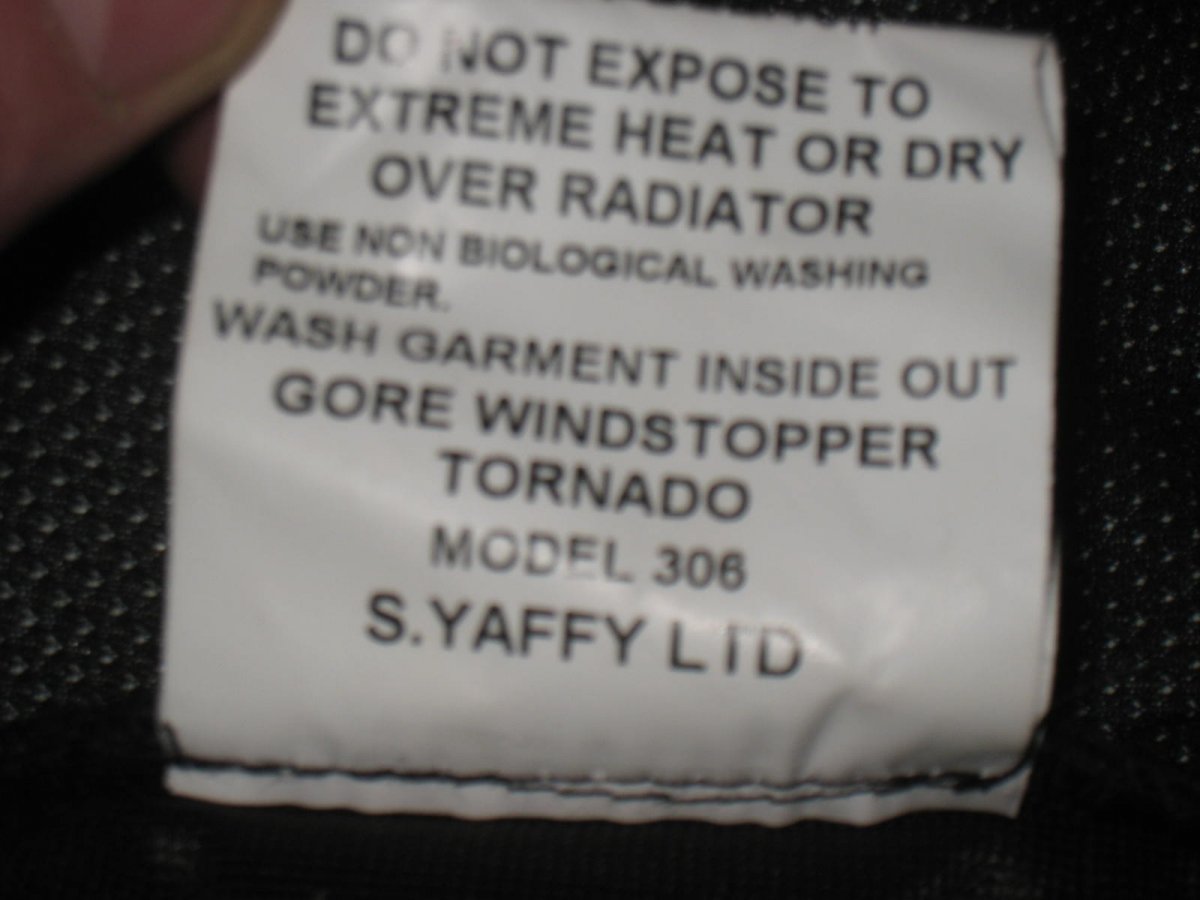 DO NOT EXPOSE TO
EXTREME HEAT OR DRY
OVER RADIATOR
USE NON BIOLOGICAL WASHING
POWDER.
WASH GARMENT INSIDE OUT
GORE WINDSTOPPER
TORNADO
MODEL 306
S.YAFFY LTD